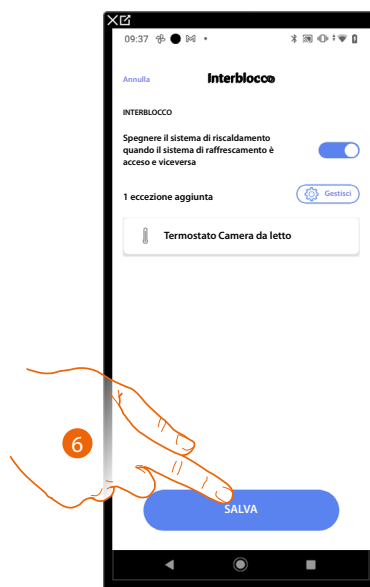 09:37
Annulla
Interblocco
INTERBLOCCO
Spegnere il sistema di riscaldamento
quando il sistema di raffrescamento è
acceso e viceversa
1 eccezione aggiunta
Gestisci
Termostato Camera da letto
6
SALVA